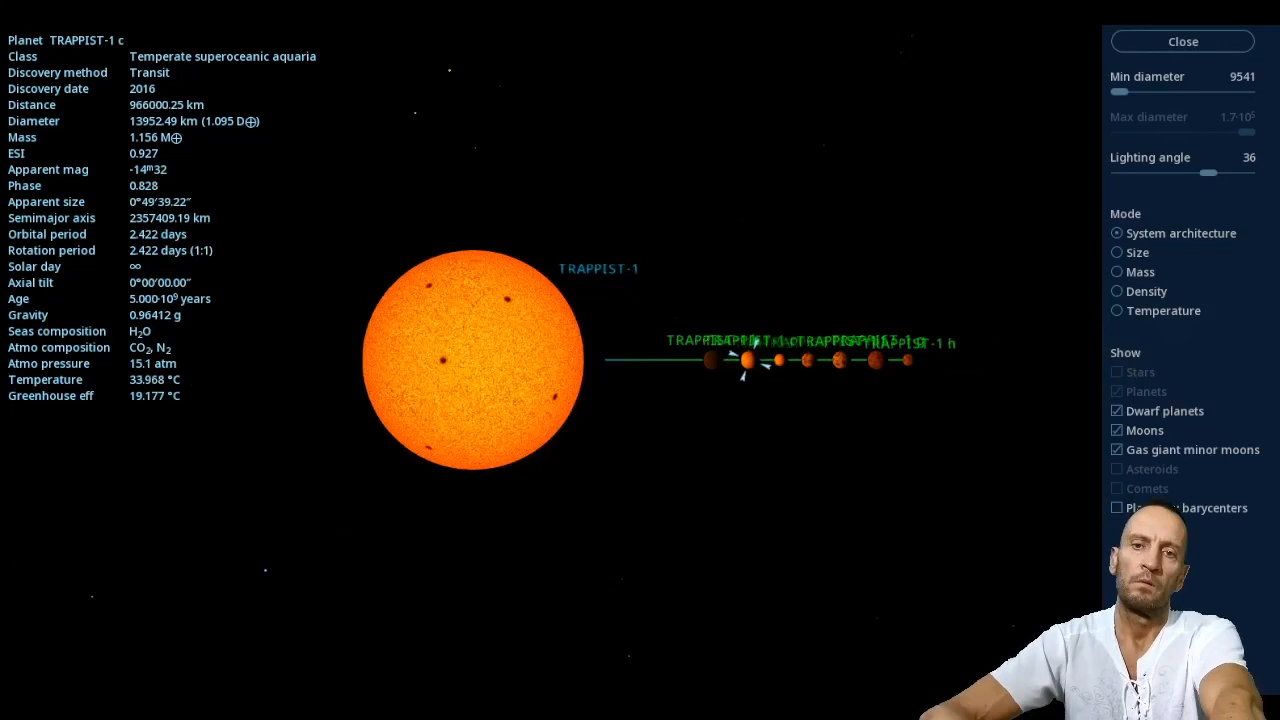 Planet TRAPPIST-1 c
Class Temperate superoceanic aquaria
Discovery method Transit
Discovery date 2016
Distance 966000.25 km
Diameter 13952.49 km (1.095 D⊕)
Mass 1.156 M⊕
ESI 0.927
Apparent mag -14ᵐ32
Phase 0.828
Apparent size 0°49′39.22″
Semimajor axis 2357409.19 km
Orbital period 2.422 days
Rotation period 2.422 days (1:1)
Solar day ∞
Axial tilt 0°00′00.00″
Age 5.000·10⁹ years
Gravity 0.96412 g
Seas composition H₂O
Atmo composition CO₂, N₂
Atmo pressure 15.1 atm
Temperature 33.968 °C
Greenhouse eff 19.177 °C
TRAPPIST-1
TRAPPIST-1 h
Close
Min diameter 9541
Max diameter 1.7·10⁵
Lighting angle 36
Mode
System architecture
Size
Mass
Density
Temperature
Show
Stars
Planets
Dwarf planets
Moons
Gas giant minor moons
Asteroids
Comets
barycenters